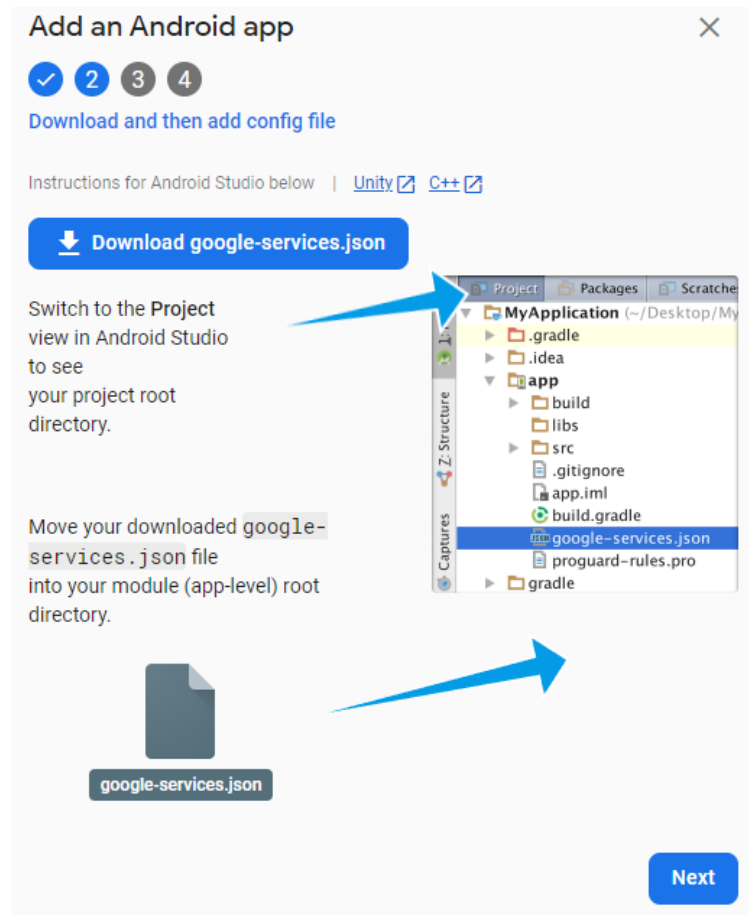 Add an Android app
2 3 4
Download and then add config file
Instructions for Android Studio below | Unity C++
Download google-services.json
Switch to the Project
view in Android Studio
to see
your project root
directory.
Project Packages Scratche
MyApplication (~/Desktop/My
.gradle
.idea
app
build
libs
src
.gitignore
app.iml
build.gradle
google-services.json
proguard-rules.pro
gradle
1:
Z: Structure
Captures
Move your downloaded google-
services.json file
into your module (app-level) root
directory.
google-services.json
Next